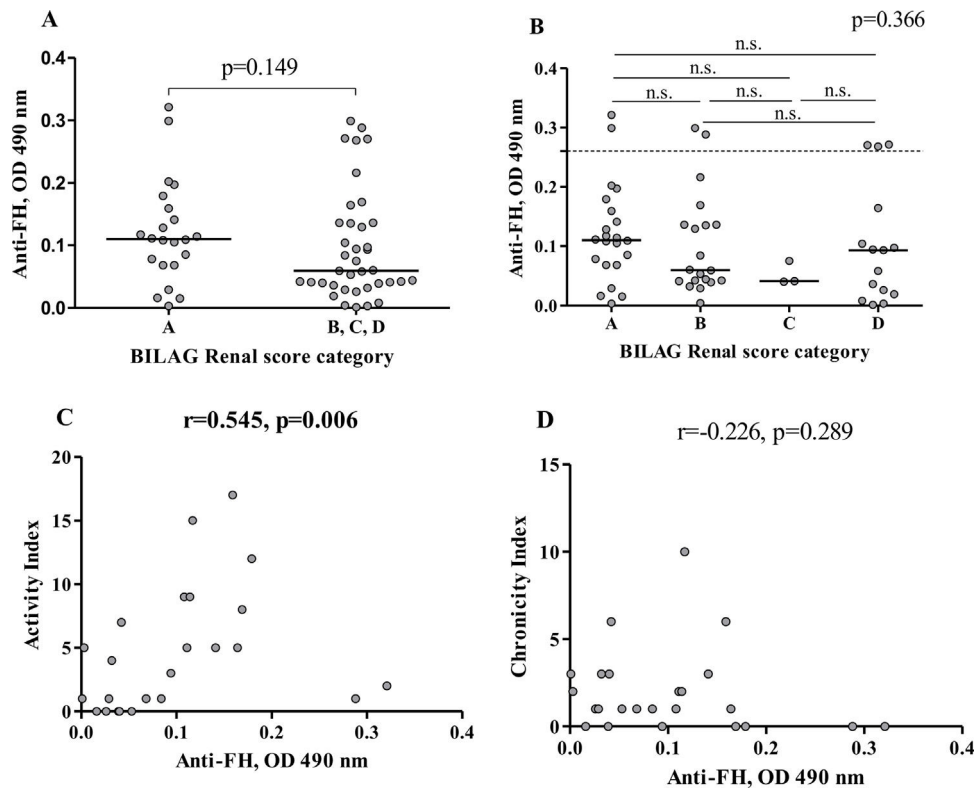 A
p=0.149
Anti-FH, OD 490 nm
0.4
0.3
0.2
0.1
0.0
A
B, C, D
BILAG Renal score category
B
p=0.366
n.s.
n.s.
n.s.
n.s.
n.s.
n.s.
Anti-FH, OD 490 nm
0.4
0.3
0.2
0.1
0.0
A
B
C
D
BILAG Renal score category
C
r=0.545, p=0.006
Activity Index
20
15
10
5
0
0.0
0.1
0.2
0.3
0.4
Anti-FH, OD 490 nm
D
r=-0.226, p=0.289
Chronicity Index
15
10
5
0
0.0
0.1
0.2
0.3
0.4
Anti-FH, OD 490 nm